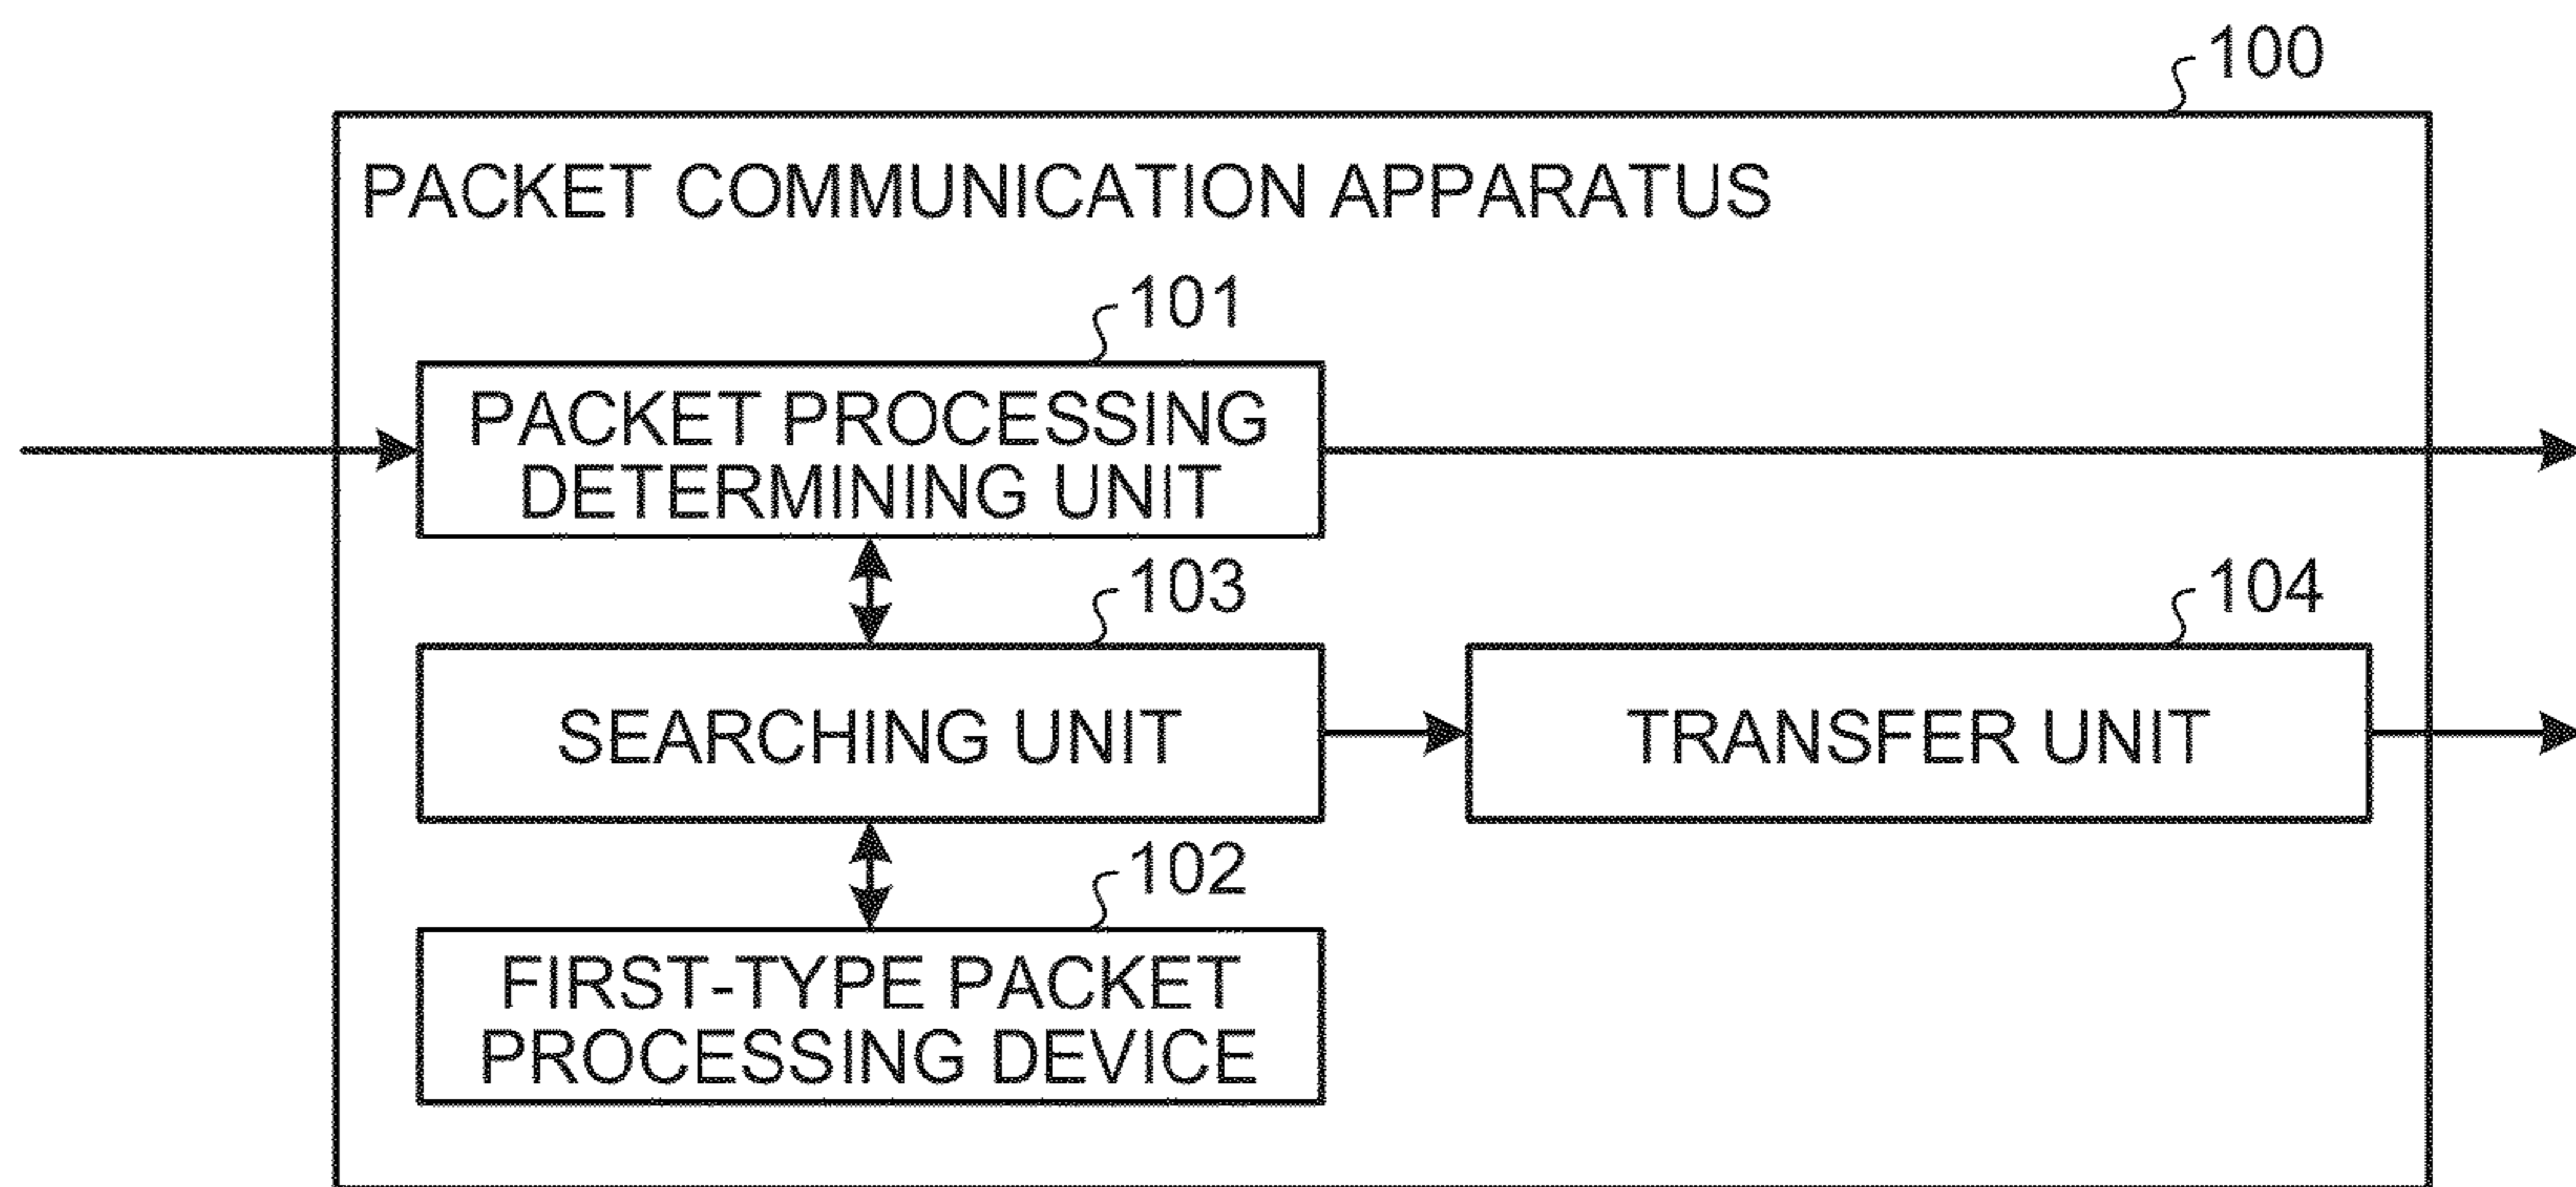 100
PACKET COMMUNICATION APPARATUS
101
PACKET PROCESSING
DETERMINING UNIT
103
SEARCHING UNIT
104
TRANSFER UNIT
102
FIRST-TYPE PACKET
PROCESSING DEVICE